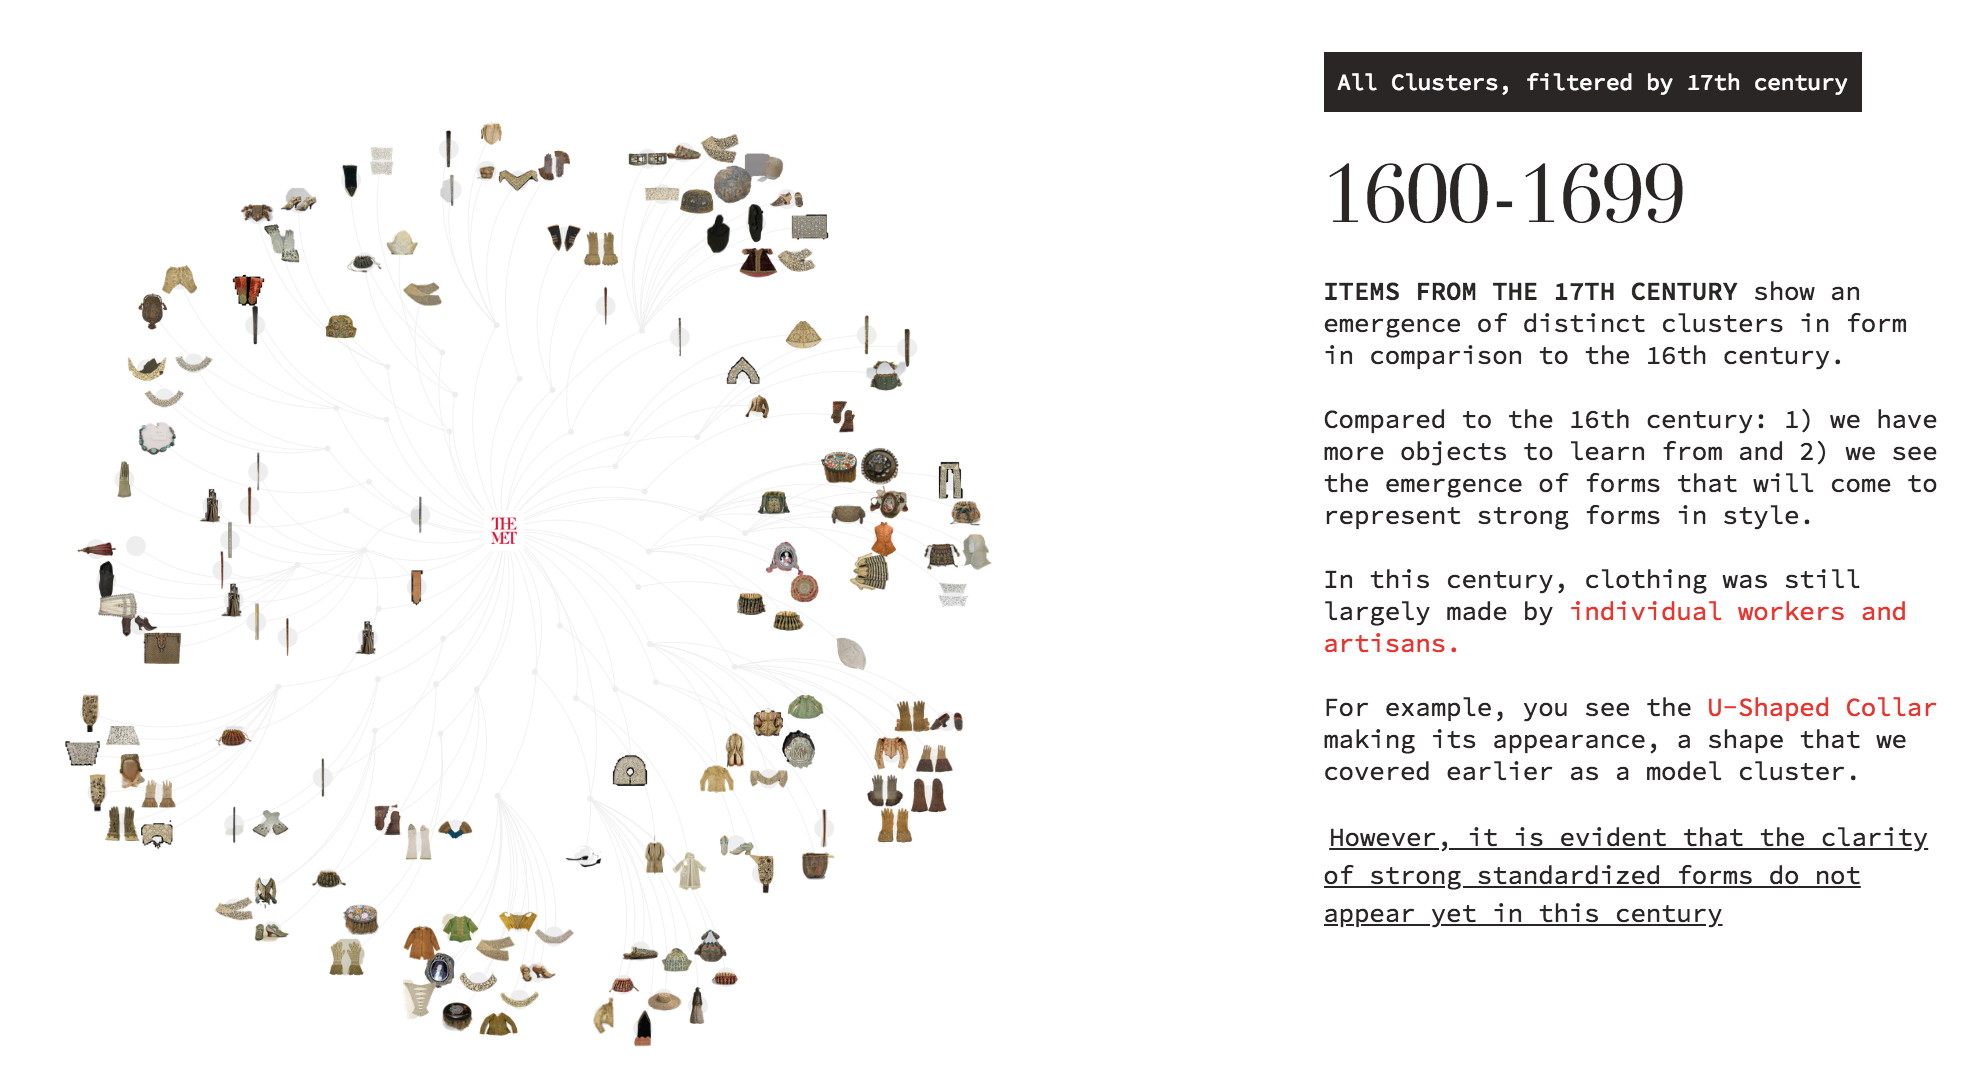 THE
MET
All Clusters, filtered by 17th century
1600-1699
ITEMS FROM THE 17TH CENTURY show an
emergence of distinct clusters in form
in comparison to the 16th century.
Compared to the 16th century: 1) we have
more objects to learn from and 2) we see
the emergence of forms that will come to
represent strong forms in style.
In this century, clothing was still
largely made by individual workers and
artisans.
For example, you see the U-Shaped Collar
making its appearance, a shape that we
covered earlier as a model cluster.
However, it is evident that the clarity
of strong standardized forms do not
appear yet in this century